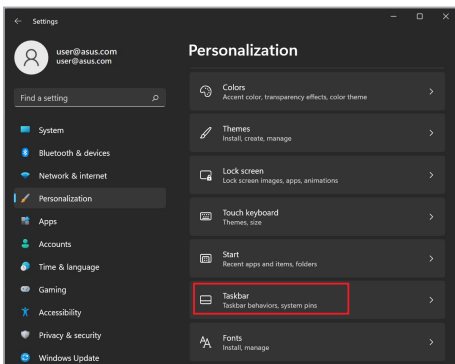 Settings
user@asus.com
user@asus.com
Find a setting
System
Bluetooth & devices
Network & internet
Personalization
Apps
Accounts
Time & language
Gaming
Accessibility
Privacy & security
Windows Update
Personalization
Colors
Accent color, transparency effects, color theme
Themes
Install, create, manage
Lock screen
Lock screen images, apps, animations
Touch keyboard
Themes, size
Start
Recent apps and items, folders
Taskbar
Taskbar behaviors, system pins
Fonts
Install, manage